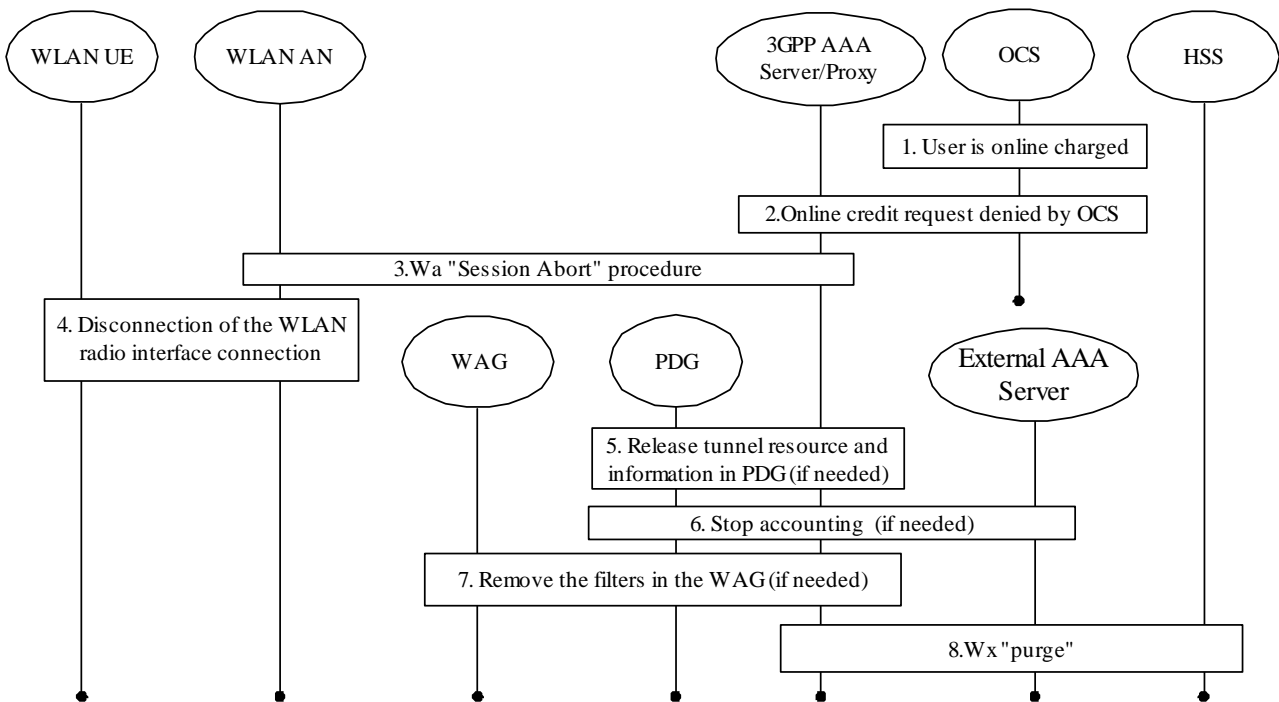 WLAN UE
WLAN AN
3GPP AAA
Server/Proxy
OCS
HSS
1. User is online charged
2.Online credit request denied by OCS
3.Wa "Session Abort" procedure
4. Disconnection of the WLAN
radio interface connection
WAG
PDG
External AAA
Server
5. Release tunnel resource and
information in PDG (if needed)
6. Stop accounting (if needed)
7. Remove the filters in the WAG (if needed)
8.Wx "purge"